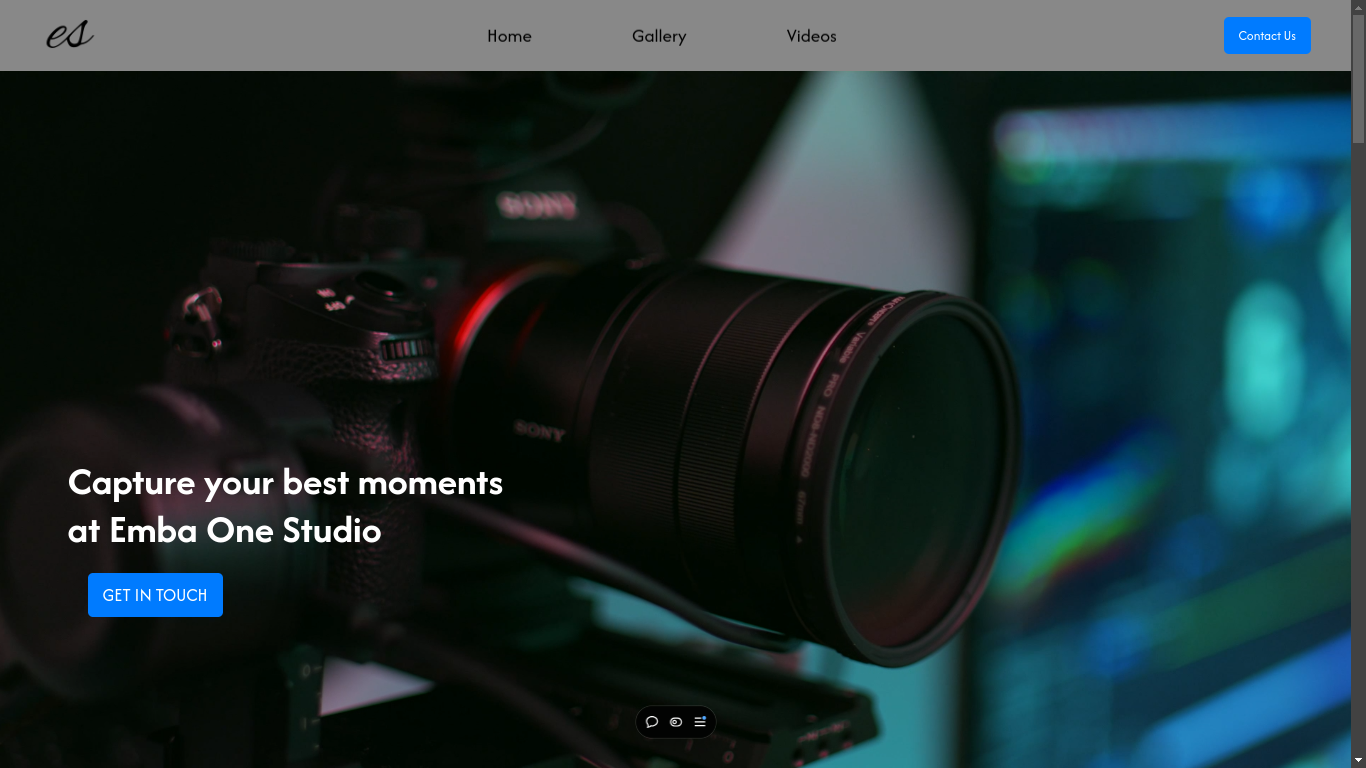 es
Home
Gallery
Videos
Contact Us
SONY
SONY
Capture your best moments
at Emba One Studio
GET IN TOUCH